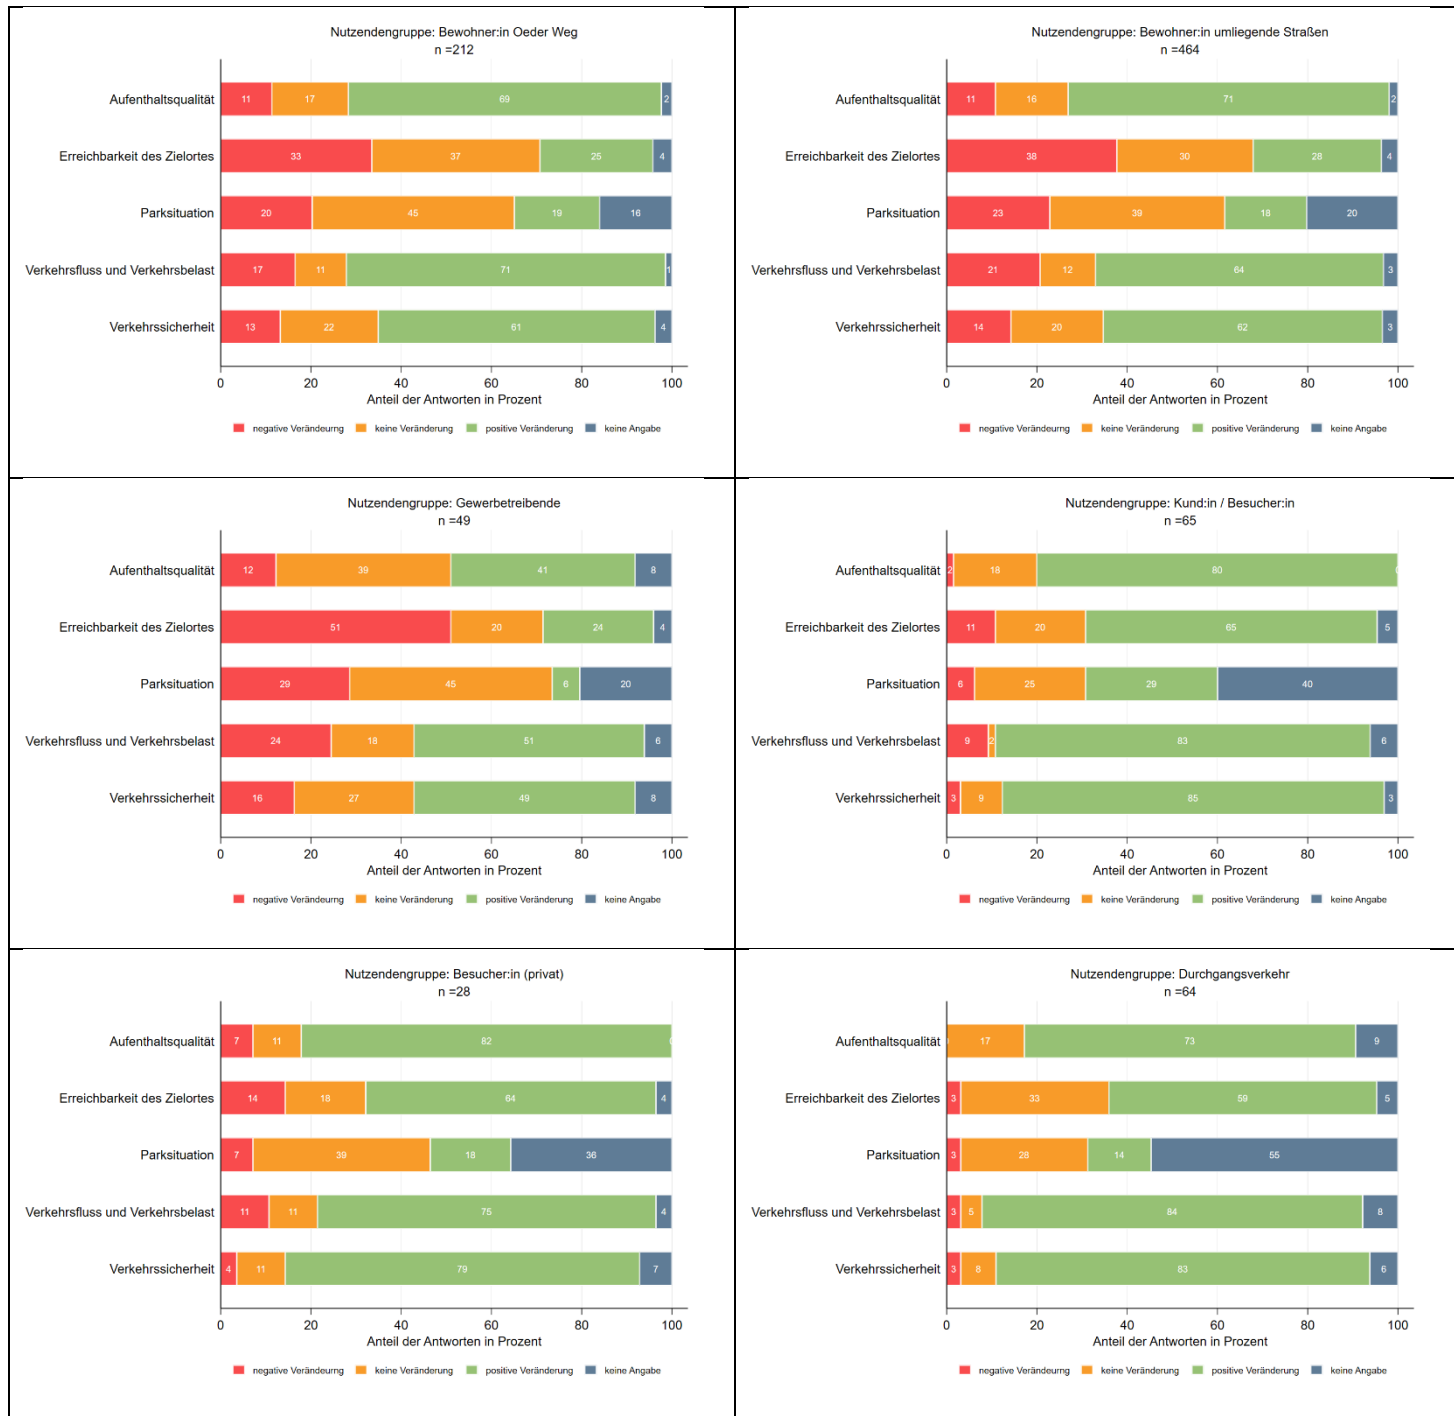 Nutzendengruppe: Bewohner:in Oeder Weg
n =212
Aufenthaltsqualität 11 17 69 2
Erreichbarkeit des Zielortes 33 37 25 4
Parksituation 20 45 19 16
Verkehrsfluss und Verkehrsbelast 17 11 71 1
Verkehrssicherheit 13 22 61 4
0 20 40 60 80 100
Anteil der Antworten in Prozent
negative Verändeurng keine Veränderung positive Veränderung keine Angabe
Nutzendengruppe: Bewohner:in umliegende Straßen
n =464
Aufenthaltsqualität 11 16 71 2
Erreichbarkeit des Zielortes 38 30 28 4
Parksituation 23 39 18 20
Verkehrsfluss und Verkehrsbelast 21 12 64 3
Verkehrssicherheit 14 20 62 3
0 20 40 60 80 100
Anteil der Antworten in Prozent
negative Verändeurng keine Veränderung positive Veränderung keine Angabe
Nutzendengruppe: Gewerbetreibende
n =49
Aufenthaltsqualität 12 39 41 8
Erreichbarkeit des Zielortes 51 20 24 4
Parksituation 29 45 6 20
Verkehrsfluss und Verkehrsbelast 24 18 51 6
Verkehrssicherheit 16 27 49 8
0 20 40 60 80 100
Anteil der Antworten in Prozent
negative Verändeurng keine Veränderung positive Veränderung keine Angabe
Nutzendengruppe: Kund:in / Besucher:in
n =65
Aufenthaltsqualität 2 18 80 0
Erreichbarkeit des Zielortes 11 20 65 5
Parksituation 6 25 29 40
Verkehrsfluss und Verkehrsbelast 9 2 83 6
Verkehrssicherheit 3 9 85 3
0 20 40 60 80 100
Anteil der Antworten in Prozent
negative Verändeurng keine Veränderung positive Veränderung keine Angabe
Nutzendengruppe: Besucher:in (privat)
n =28
Aufenthaltsqualität 7 11 82 0
Erreichbarkeit des Zielortes 14 18 64 4
Parksituation 7 39 18 36
Verkehrsfluss und Verkehrsbelast 11 11 75 4
Verkehrssicherheit 4 11 79 7
0 20 40 60 80 100
Anteil der Antworten in Prozent
negative Verändeurng keine Veränderung positive Veränderung keine Angabe
Nutzendengruppe: Durchgangsverkehr
n =64
Aufenthaltsqualität 0 17 73 9
Erreichbarkeit des Zielortes 3 33 59 5
Parksituation 3 28 14 55
Verkehrsfluss und Verkehrsbelast 3 5 84 8
Verkehrssicherheit 3 8 83 6
0 20 40 60 80 100
Anteil der Antworten in Prozent
negative Verändeurng keine Veränderung positive Veränderung keine Angabe